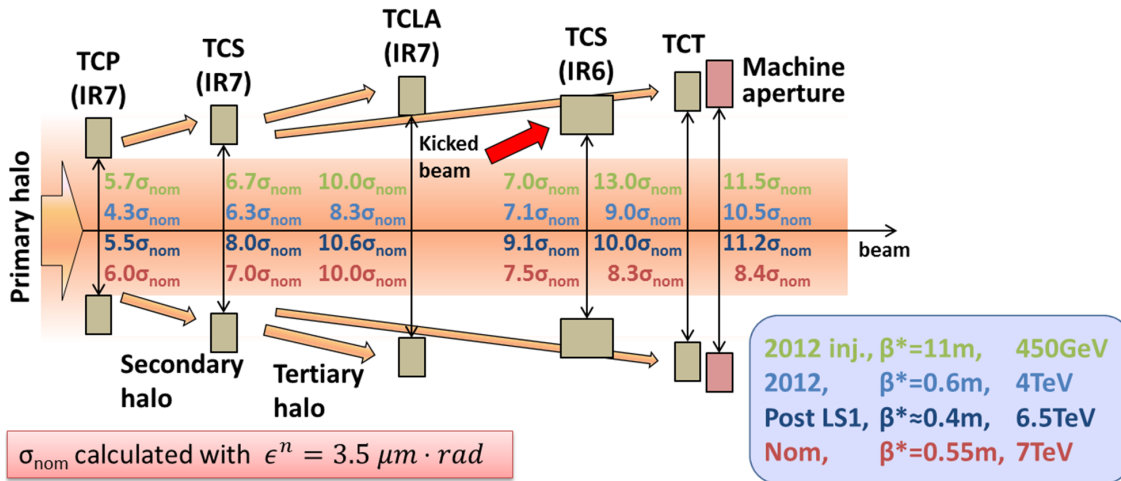 TCP
(IR7)
TCS
(IR7)
TCLA
(IR7)
TCS
(IR6)
TCT
Machine
aperture
Kicked
beam
Primary halo
5.7σnom 6.7σnom 10.0σnom 7.0σnom 13.0σnom 11.5σnom
4.3σnom 6.3σnom 8.3σnom 7.1σnom 9.0σnom 10.5σnom
5.5σnom 8.0σnom 10.6σnom 9.1σnom 10.0σnom 11.2σnom
6.0σnom 7.0σnom 10.0σnom 7.5σnom 8.3σnom 8.4σnom
beam
Secondary
halo
Tertiary
halo
2012 inj., β*=11m, 450GeV
2012, β*=0.6m, 4TeV
Post LS1, β*≈0.4m, 6.5TeV
Nom, β*=0.55m, 7TeV
σnom calculated with ϵⁿ = 3.5 μm · rad